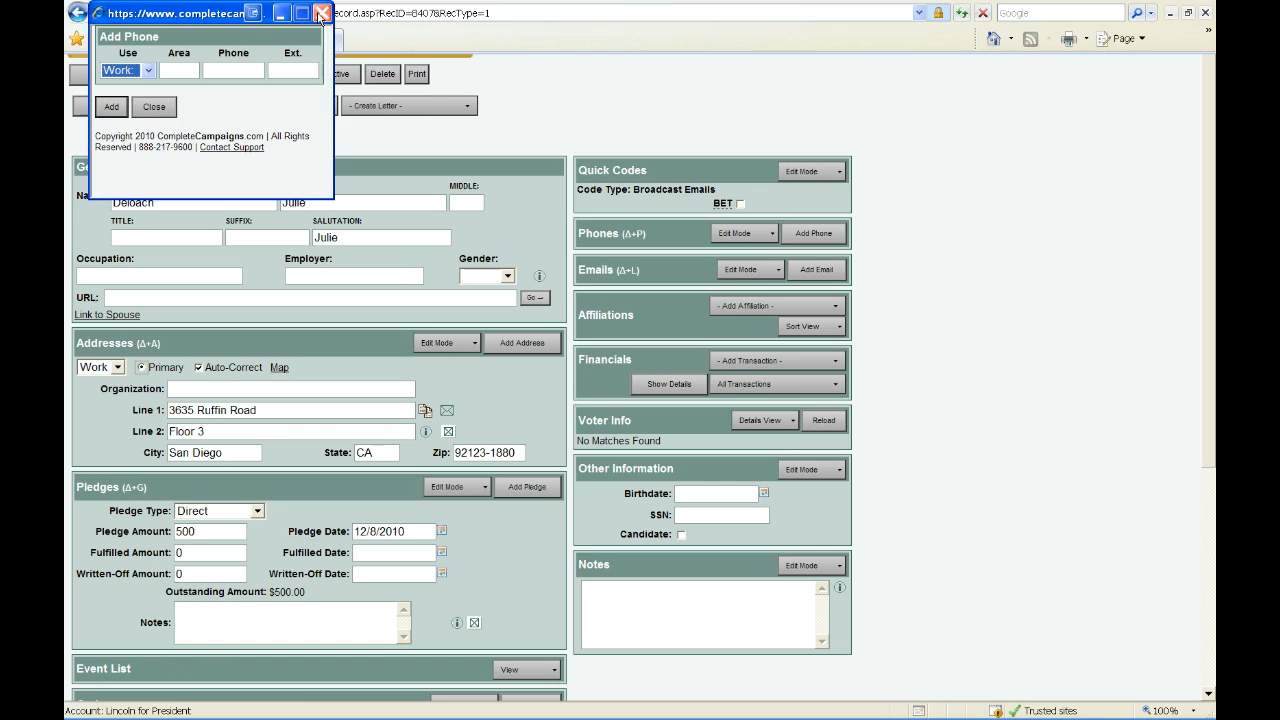 https://www.completecam
ecord.asp?RecID=8407&RecType=1
Google
Page
Add Phone
Use Area Phone Ext.
Work:
Add Close
Copyright 2010 CompleteCampaigns.com | All Rights
Reserved | 888-217-9600 | Contact Support
Delete Print
- Create Letter -
MIDDLE:
Deloach Julie
TITLE: SUFFIX: SALUTATION:
Julie
Occupation: Employer: Gender:
URL: Go
Link to Spouse
Addresses (Δ+A) Edit Mode Add Address
Work Primary Auto-Correct Map
Organization:
Line 1: 3635 Ruffin Road
Line 2: Floor 3
City: San Diego State: CA Zip: 92123-1880
Pledges (Δ+G) Edit Mode Add Pledge
Pledge Type: Direct
Pledge Amount: 500 Pledge Date: 12/8/2010
Fulfilled Amount: 0 Fulfilled Date:
Written-Off Amount: 0 Written-Off Date:
Outstanding Amount: $500.00
Notes:
Event List View
Quick Codes Edit Mode
Code Type: Broadcast Emails
BET
Phones (Δ+P) Edit Mode Add Phone
Emails (Δ+L) Edit Mode Add Email
Affiliations - Add Affiliation -
Sort View
Financials - Add Transaction -
Show Details All Transactions
Voter Info Details View Reload
No Matches Found
Other Information Edit Mode
Birthdate:
SSN:
Candidate:
Notes Edit Mode
Account: Lincoln for President
Trusted sites
100%